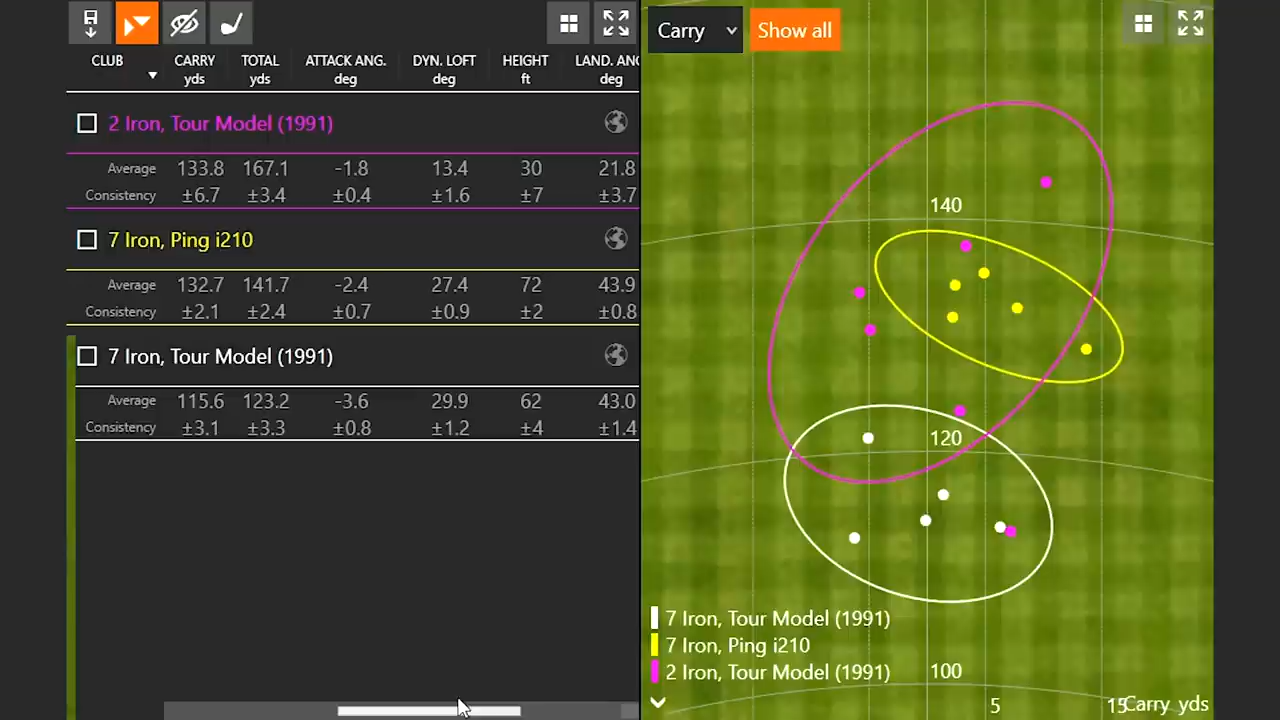 CLUB CARRY TOTAL ATTACK ANG. DYN. LOFT HEIGHT LAND. ANG
yds yds deg deg ft deg
2 Iron, Tour Model (1991)
Average 133.8 167.1 -1.8 13.4 30 21.8
Consistency ±6.7 ±3.4 ±0.4 ±1.6 ±7 ±3.7
7 Iron, Ping i210
Average 132.7 141.7 -2.4 27.4 72 43.9
Consistency ±2.1 ±2.4 ±0.7 ±0.9 ±2 ±0.8
7 Iron, Tour Model (1991)
Average 115.6 123.2 -3.6 29.9 62 43.0
Consistency ±3.1 ±3.3 ±0.8 ±1.2 ±4 ±1.4
Carry Show all
140
120
7 Iron, Tour Model (1991)
7 Iron, Ping i210
2 Iron, Tour Model (1991)
100
5 15 Carry yds